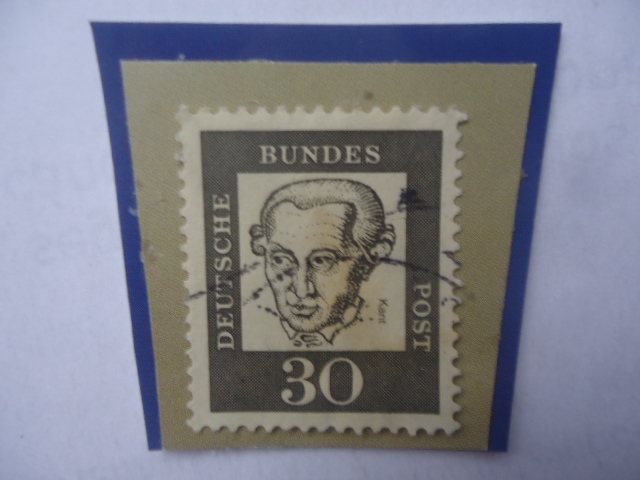 DEUTSCHE
BUNDES
POST
Kant
30